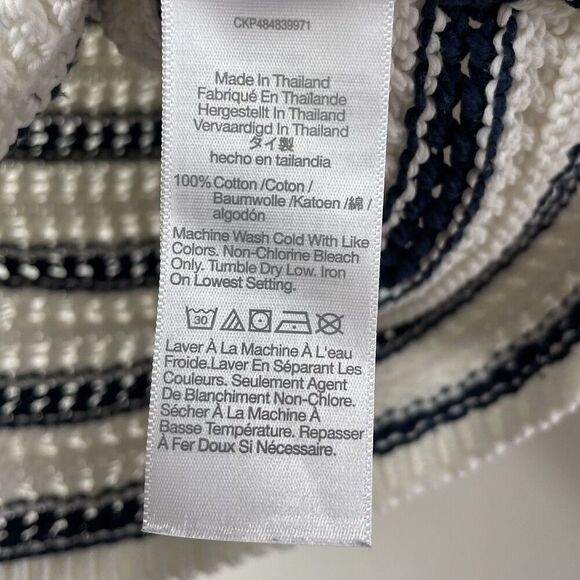 CKP484839971
Made In Thailand
Fabriqué En Thaïlande
Hergestellt In Thailand
Vervaardigd In Thailand
タイ製
hecho en tailandia
100% Cotton /Coton /
Baumwolle /Katoen /綿 /
algodón
Machine Wash Cold With Like
Colors. Non-Chlorine Bleach
Only. Tumble Dry Low. Iron
On Lowest Setting.
30
Laver À La Machine À L'eau
Froide.Laver En Séparant Les
Couleurs. Seulement Agent
De Blanchiment Non-Chlore.
Sécher À La Machine À
Basse Température. Repasser
À Fer Doux Si Nécessaire.